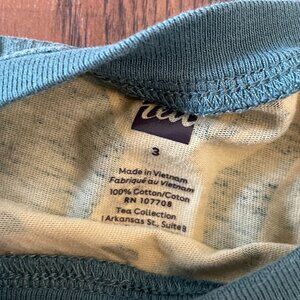 Tea
3
Made in Vietnam
Fabriqué au Vietnam
100% Cotton/Coton
RN 107708
Tea Collection
1 Arkansas St., Suite B